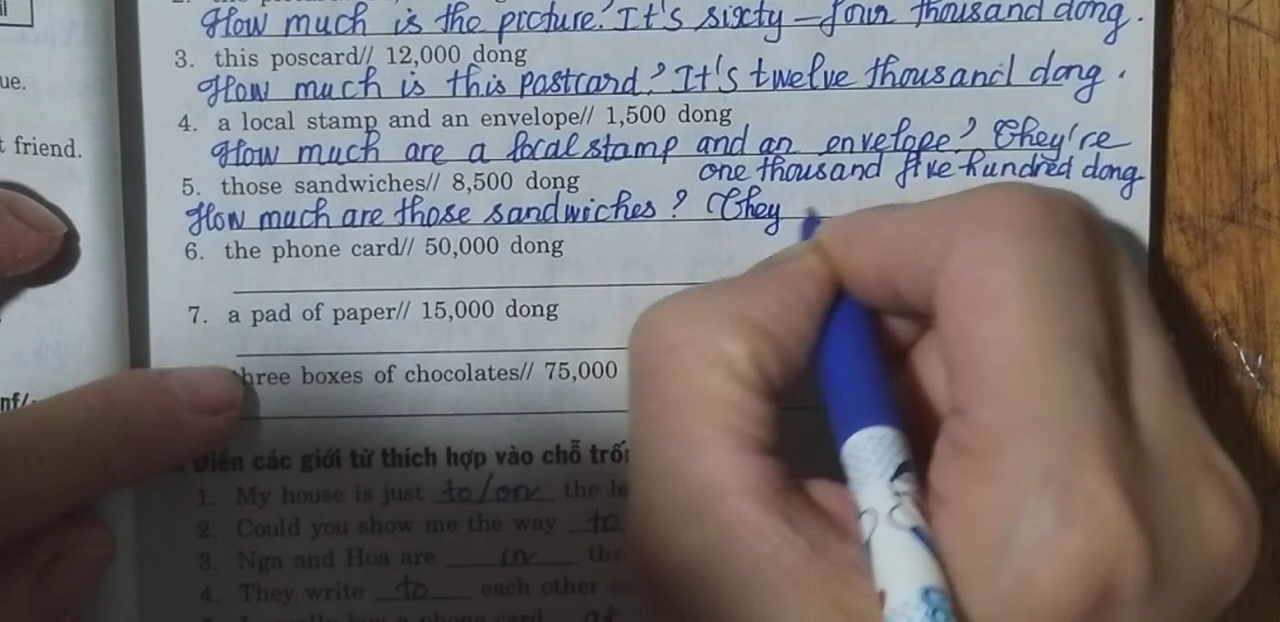 How much is the picture? It's sixty-four thousand dong.
ue.
3. this poscard// 12,000 dong
How much is this postcard? It's twelve thousand dong.
4. a local stamp and an envelope// 1,500 dong
t friend.
How much are a local stamp and an envelope? They're
one thousand five hundred dong
5. those sandwiches// 8,500 dong
How much are those sandwiches? They
6. the phone card// 50,000 dong
7. a pad of paper// 15,000 dong
hree boxes of chocolates// 75,000
nf/
Điền các giới từ thích hợp vào chỗ
1. My house is just to/on the
2. Could you show me the way to
3. Nga and Hoa are in the
4. They write to each other